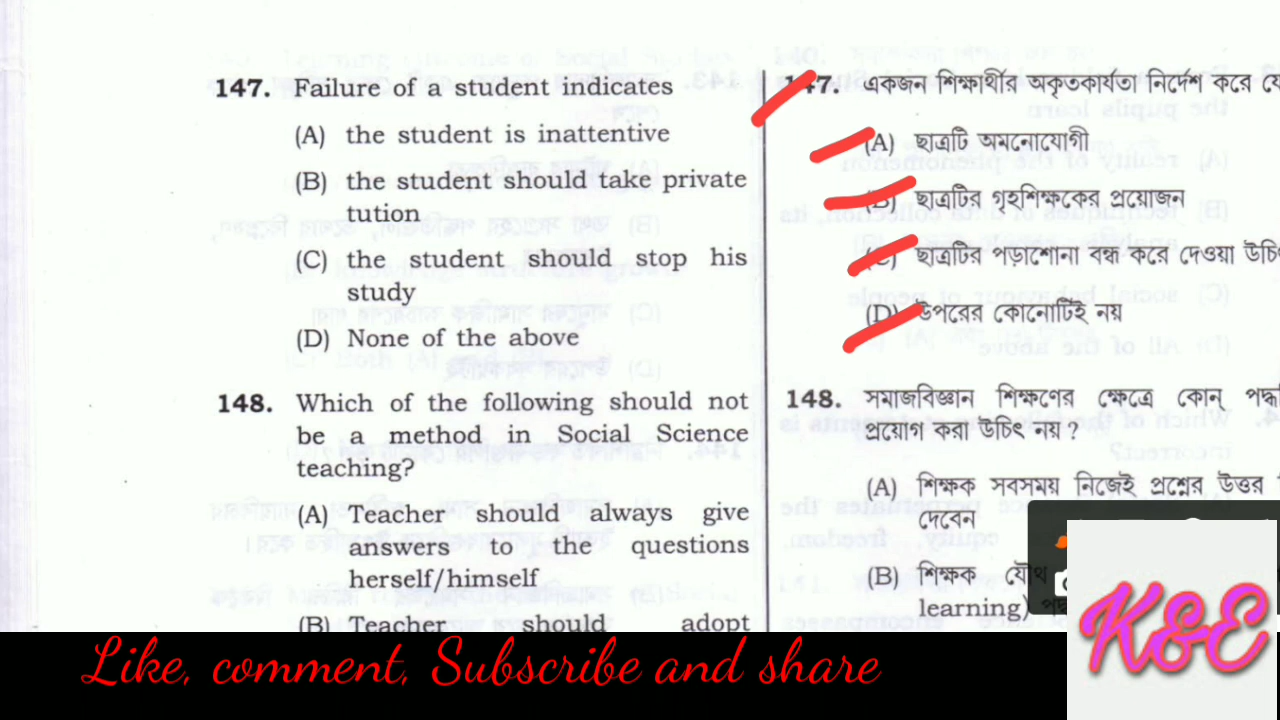 147. Failure of a student indicates
(A) the student is inattentive
(B) the student should take private
tution
(C) the student should stop his
study
(D) None of the above
148. Which of the following should not
be a method in Social Science
teaching?
(A) Teacher should always give
answers to the questions
herself/himself
(B) Teacher should adopt
147. একজন শিক্ষার্থীর অকৃতকার্যতা নির্দেশ করে
(A) ছাত্রটি অমনোযোগী
(B) ছাত্রটির গৃহশিক্ষকের প্রয়োজন
(C) ছাত্রটির পড়াশোনা বন্ধ করে দেওয়া
(D) উপরের কোনোটিই নয়
148. সমাজবিজ্ঞান শিক্ষণের ক্ষেত্রে কোন্
প্রয়োগ করা উচিৎ নয় ?
(A) শিক্ষক সবসময় নিজেই প্রশ্নের উত্তর
দেবেন
(B) শিক্ষক যৌথ
learning)
Like, comment, Subscribe and share
K&E